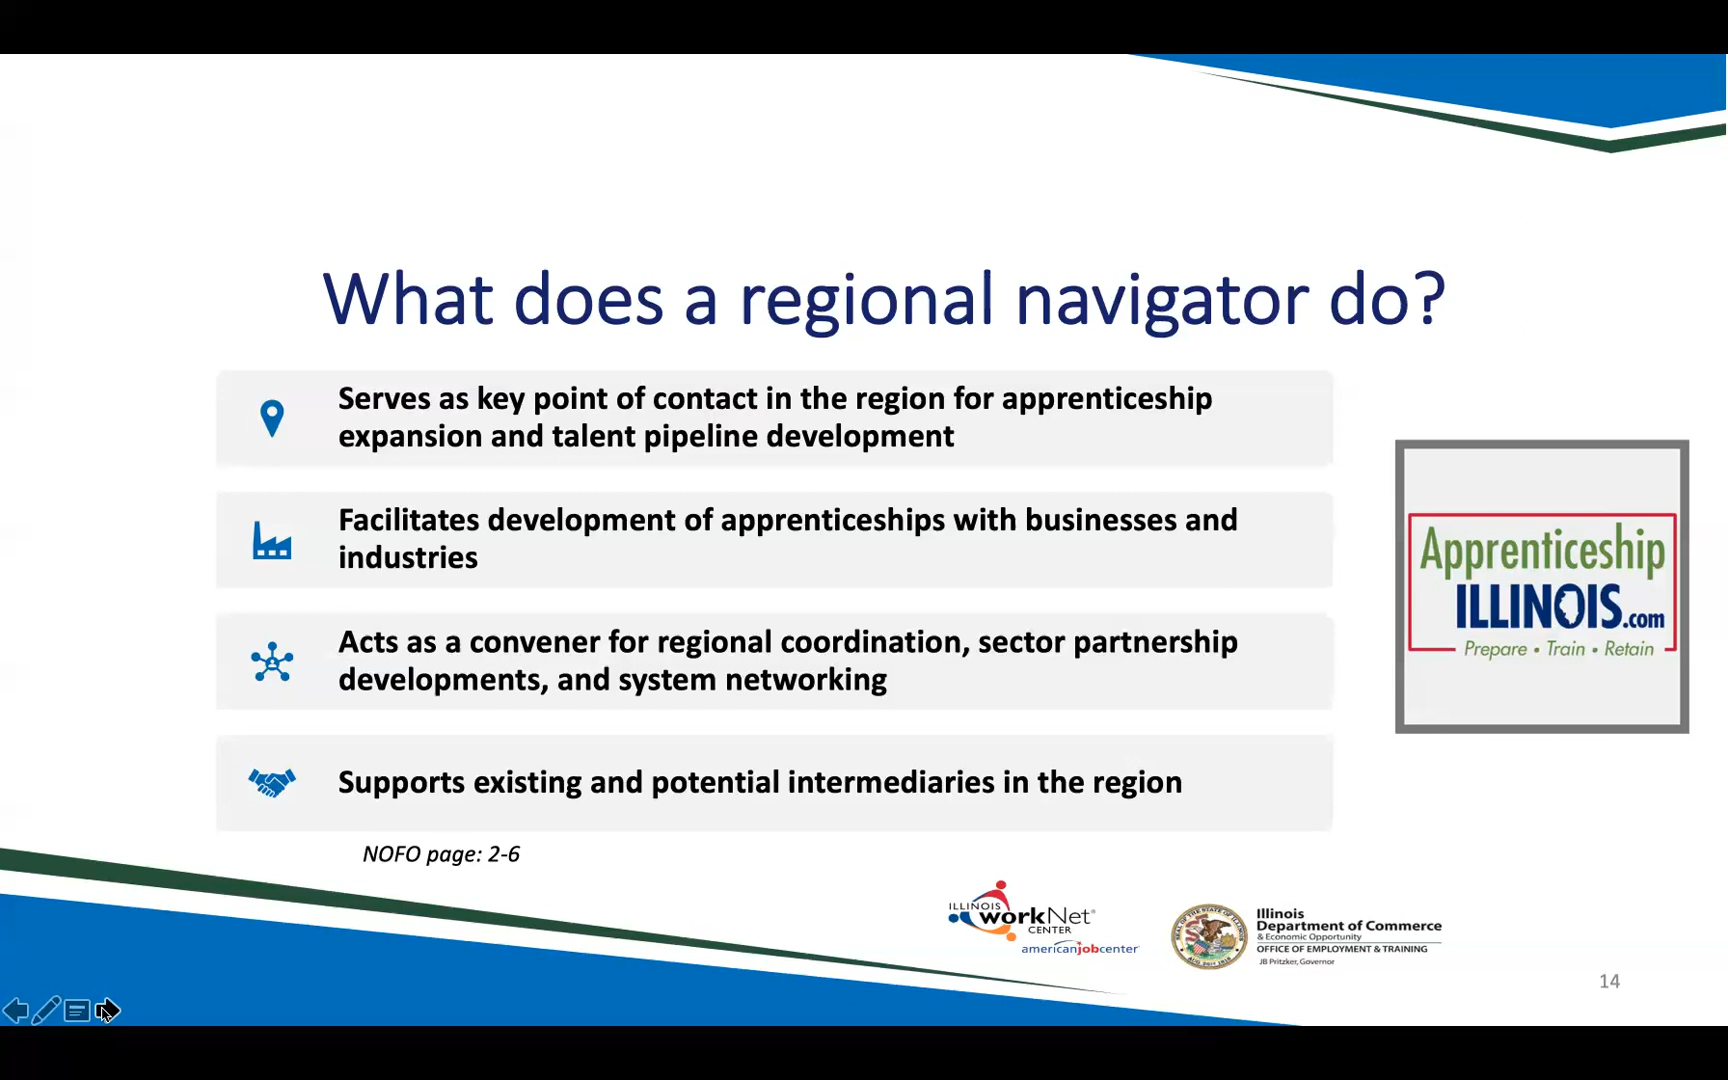 What does a regional navigator do?
Serves as key point of contact in the region for apprenticeship
expansion and talent pipeline development
Facilitates development of apprenticeships with businesses and
industries
Acts as a convener for regional coordination, sector partnership
developments, and system networking
Supports existing and potential intermediaries in the region
NOFO page: 2-6
Apprenticeship
ILLINOIS.com
Prepare • Train • Retain
ILLINOIS
workNet®
CENTER
americanjobcenter
Illinois
Department of Commerce
& Economic Opportunity
OFFICE OF EMPLOYMENT & TRAINING
JB Pritzker, Governor
14